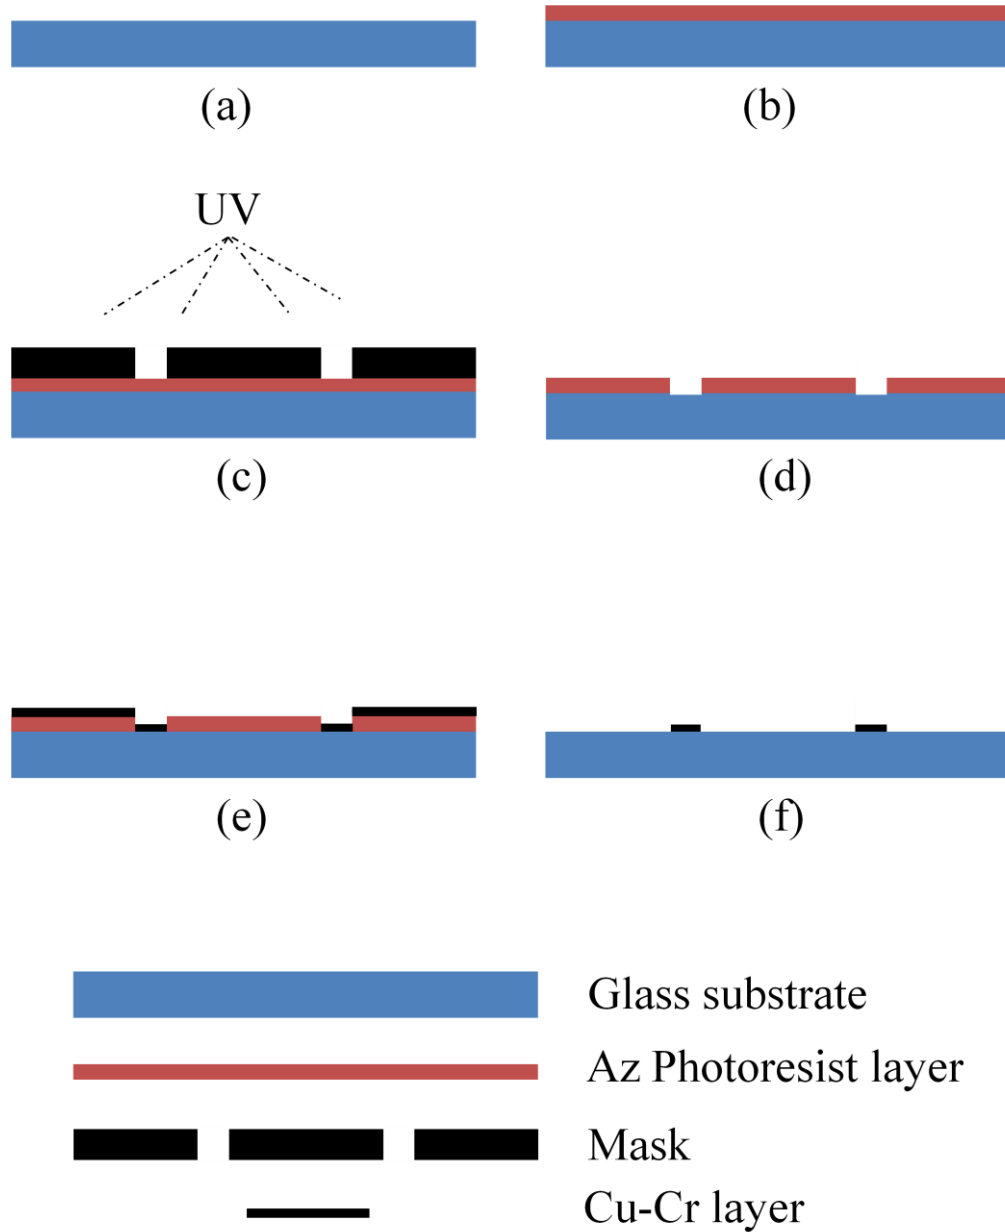 (a)
(b)
UV
(c)
(d)
(e)
(f)
Glass substrate
Az Photoresist layer
Mask
Cu-Cr layer